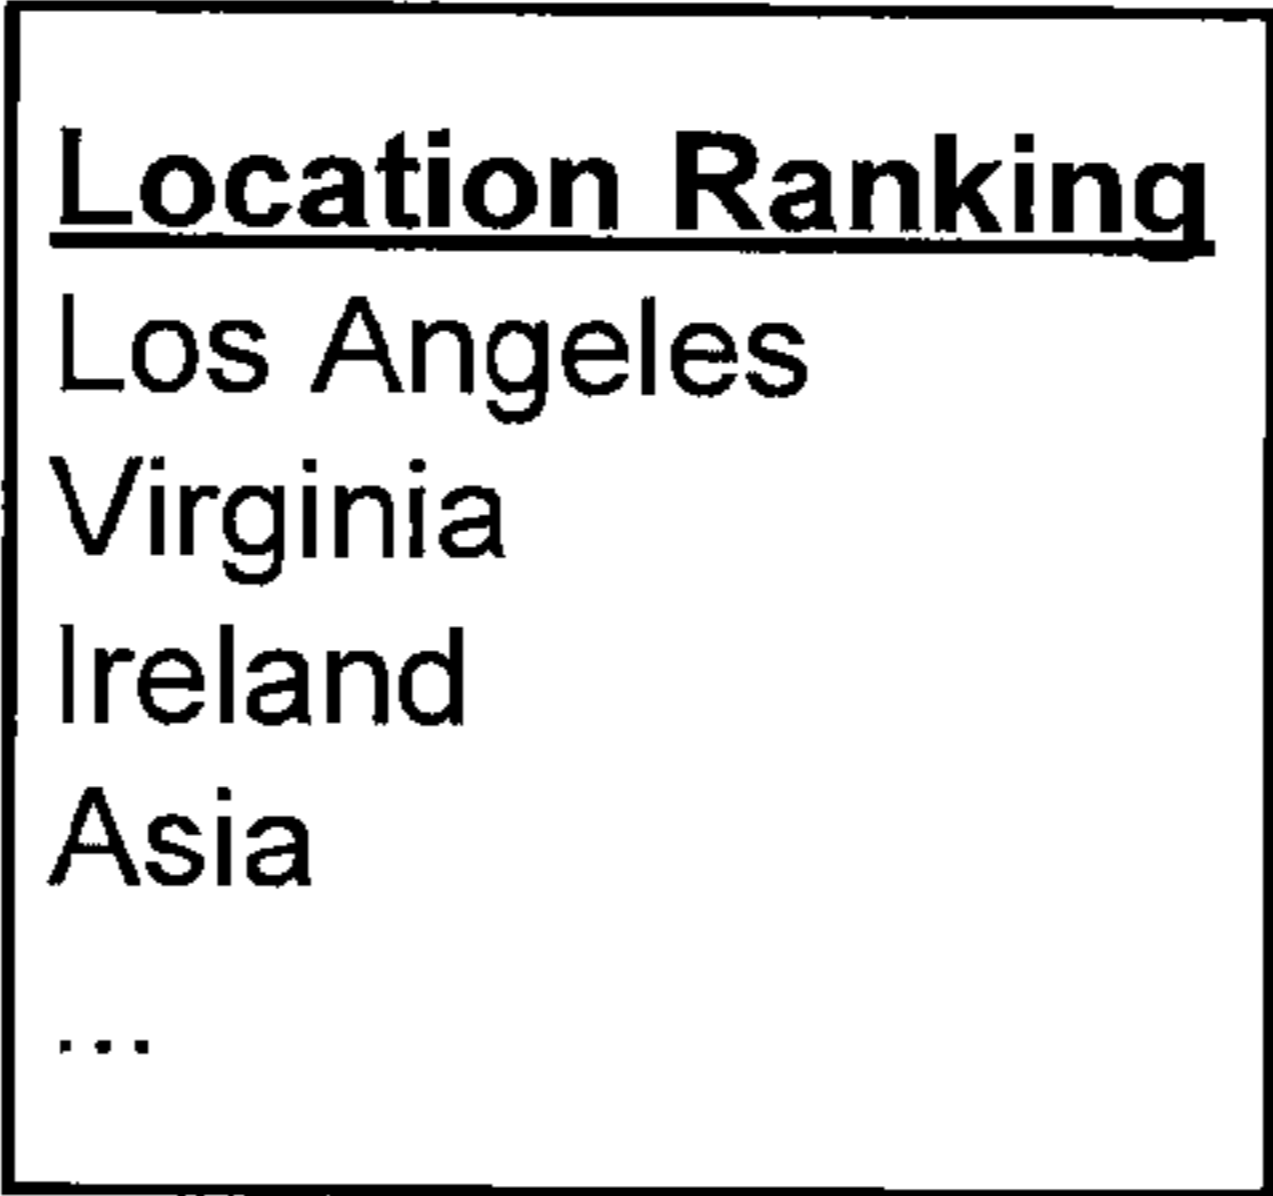 Location Ranking
Los Angeles
Virginia
Ireland
Asia
...